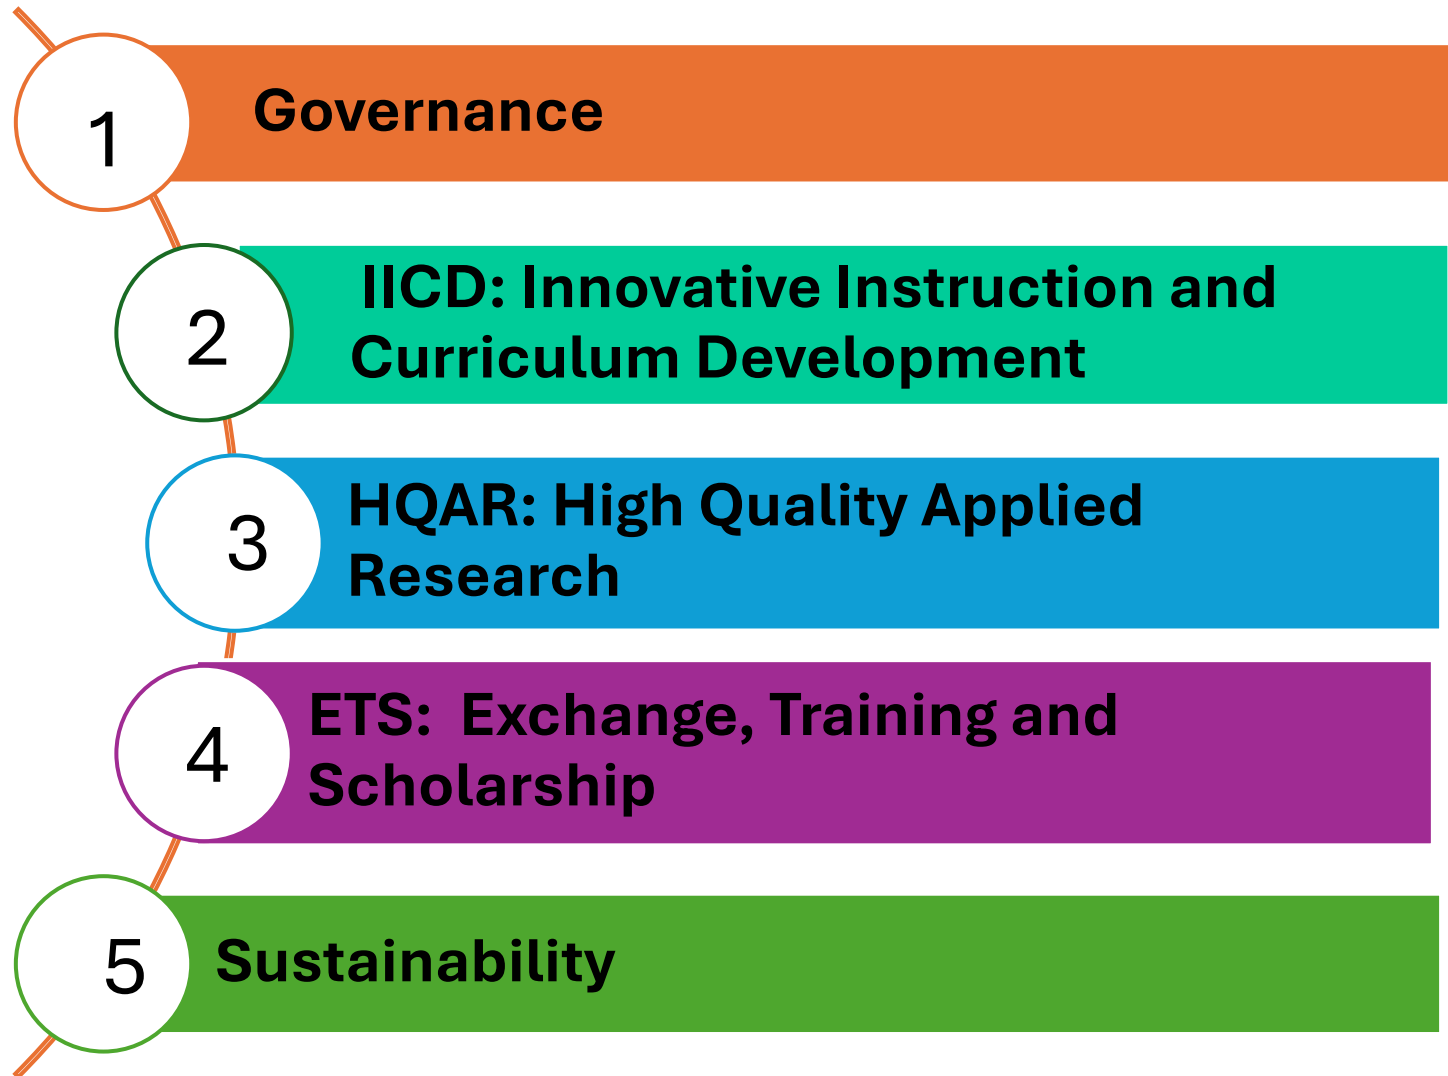 1
Governance
2
IICD: Innovative Instruction and
Curriculum Development
3
HQAR: High Quality Applied
Research
4
ETS:  Exchange, Training and
Scholarship
5
Sustainability